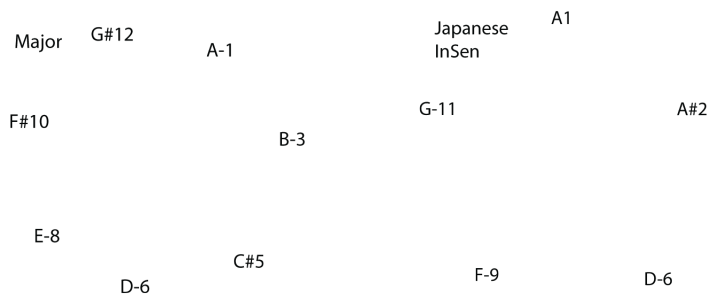 Major
G#12
A-1
F#10
B-3
E-8
C#5
D-6
Japanese
InSen
A1
G-11
A#2
F-9
D-6